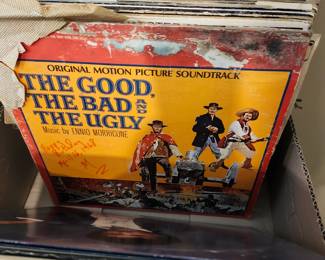 ORIGINAL MOTION PICTURE SOUNDTRACK
THE GOOD,
THE BAD AND
THE UGLY
Music by ENNIO MORRICONE